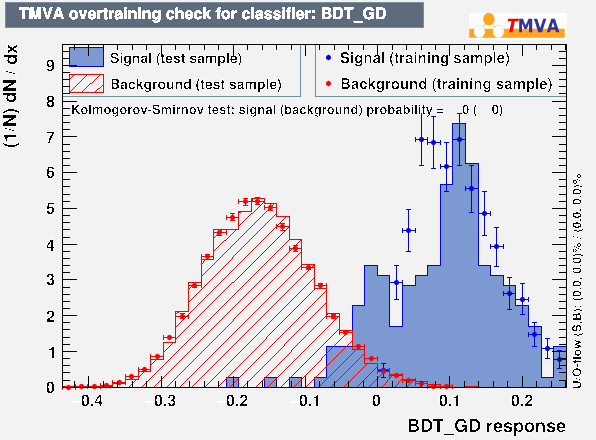 TMVA overtraining check for classifier: BDT_GD
TMVA
Signal (test sample)
Signal (training sample)
Background (test sample)
Background (training sample)
Kolmogorov-Smirnov test: signal (background) probability = 0 ( 0)
(1/N) dN / dx
9
8
7
6
5
4
3
2
1
0
-0.4 -0.3 -0.2 -0.1 0 0.1 0.2
BDT_GD response
U/O-flow (S,B): (0.0, 0.0)% / (0.0, 0.0)%